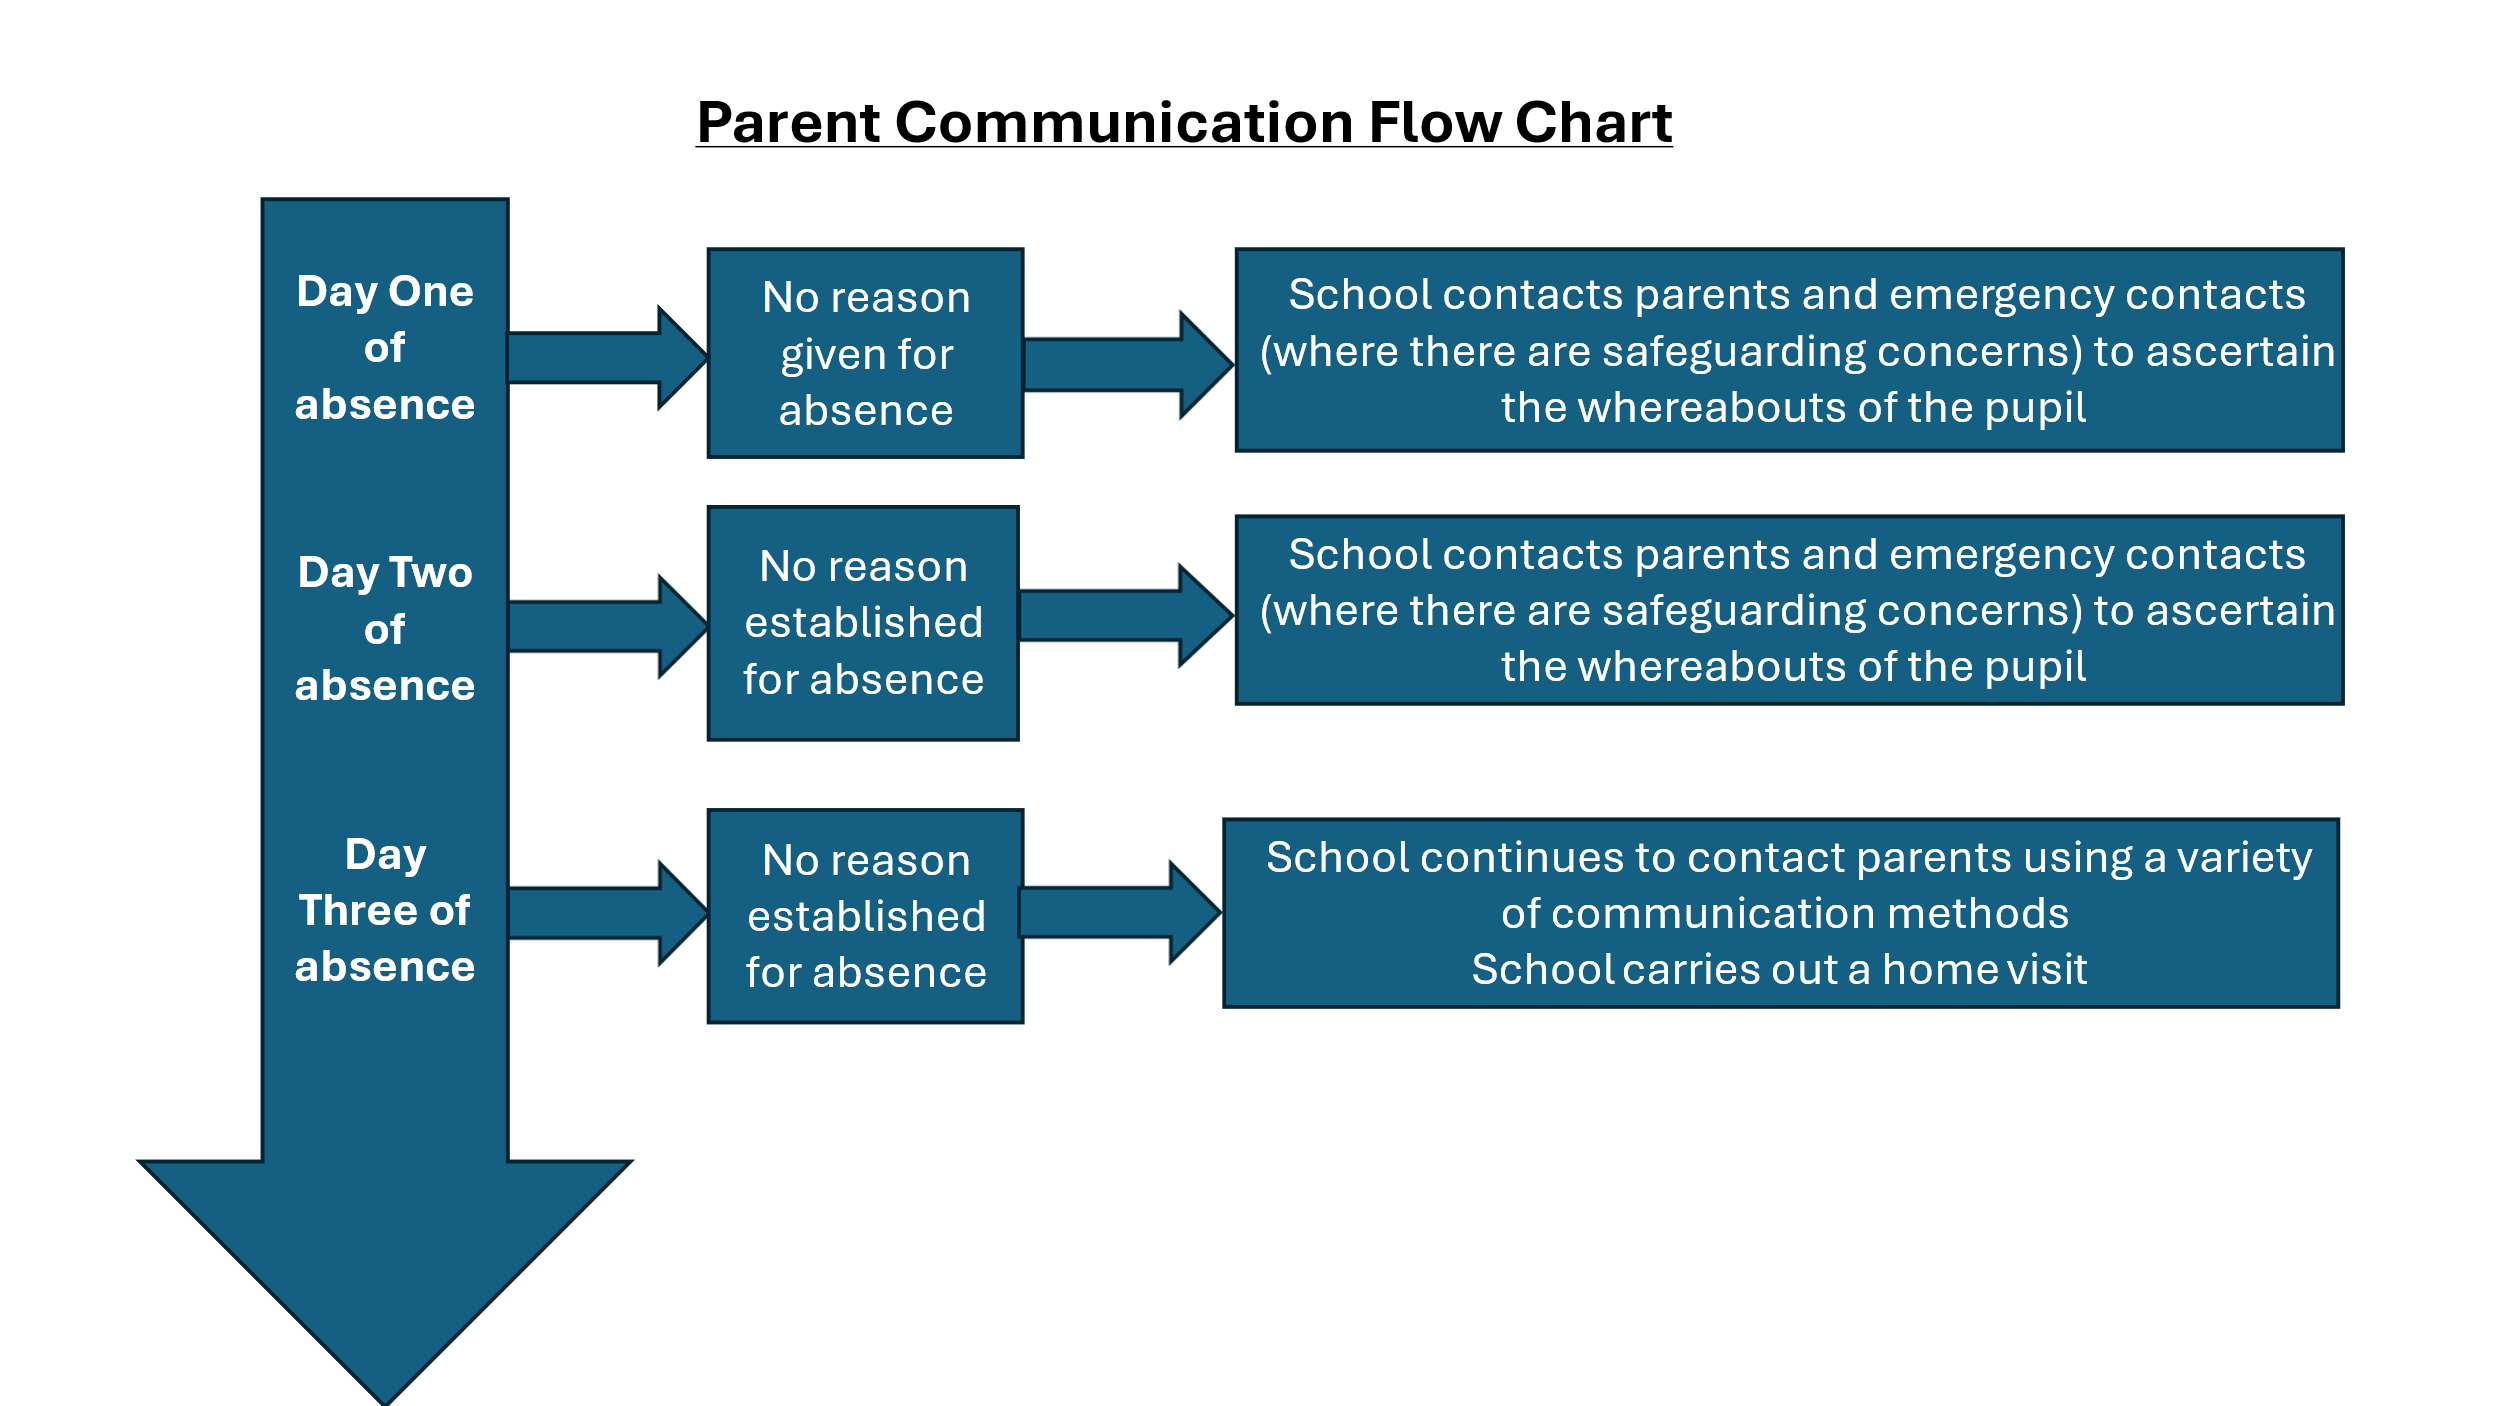 Parent Communication Flow Chart
Day One
of
absence
No reason
given for
absence
School contacts parents and emergency contacts
(where there are safeguarding concerns) to ascertain
the whereabouts of the pupil
Day Two
of
absence
No reason
established
for absence
School contacts parents and emergency contacts
(where there are safeguarding concerns) to ascertain
the whereabouts of the pupil
Day
Three of
absence
No reason
established
for absence
School continues to contact parents using a variety
of communication methods
School carries out a home visit